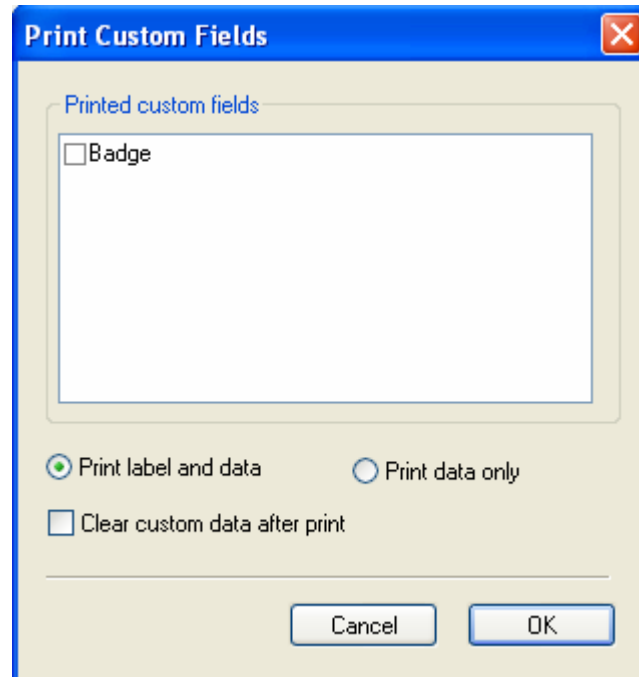 Print Custom Fields
Printed custom fields
Badge
Print label and data Print data only
Clear custom data after print
Cancel OK